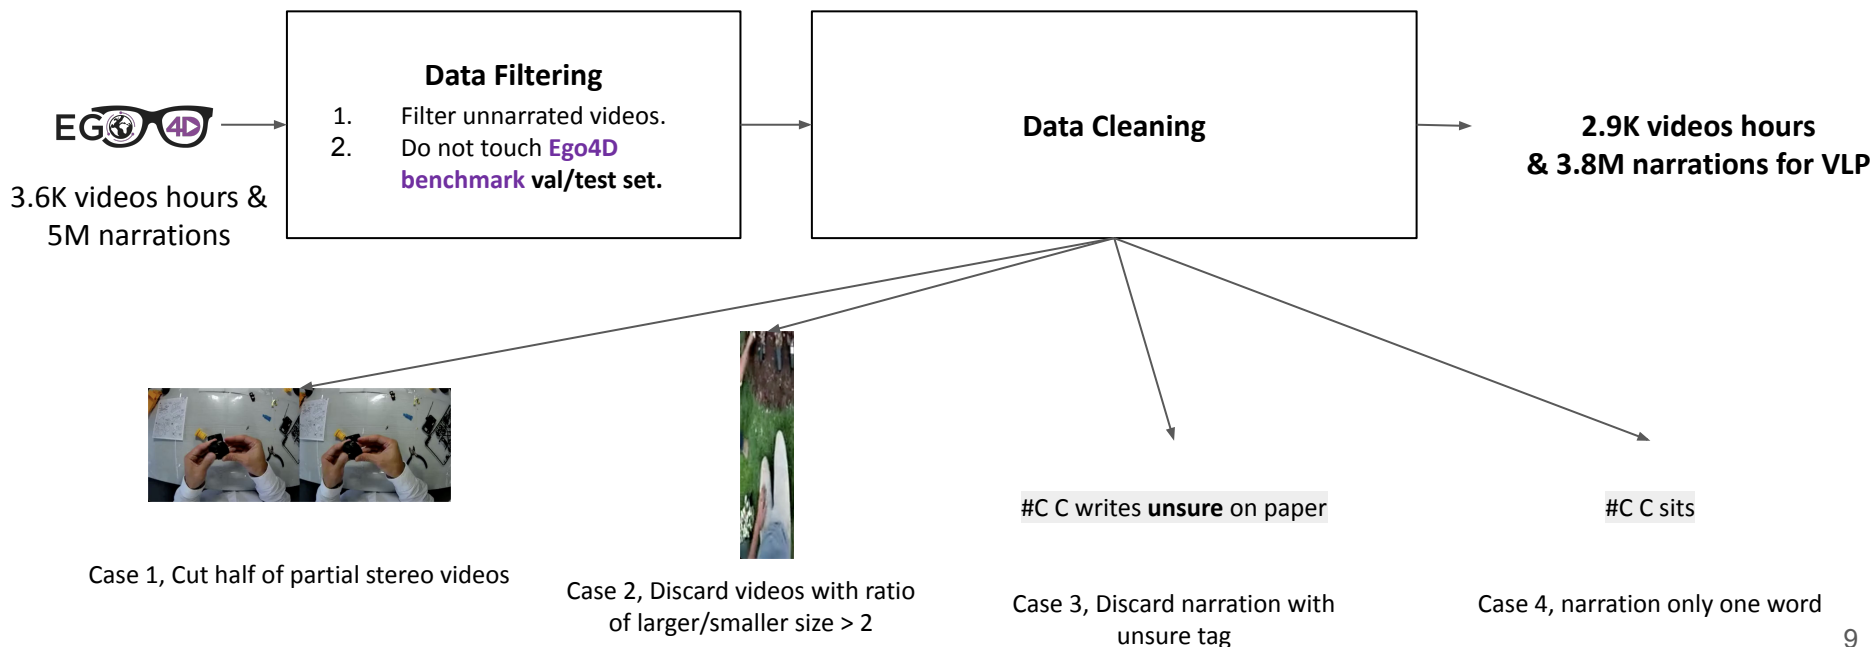 EGO 4D
3.6K videos hours &
5M narrations
Data Filtering
1. Filter unnarrated videos.
2. Do not touch Ego4D
benchmark val/test set.
Data Cleaning
2.9K videos hours
& 3.8M narrations for VLP
Case 1, Cut half of partial stereo videos
Case 2, Discard videos with ratio
of larger/smaller size > 2
#C C writes unsure on paper
Case 3, Discard narration with
unsure tag
#C C sits
Case 4, narration only one word
9